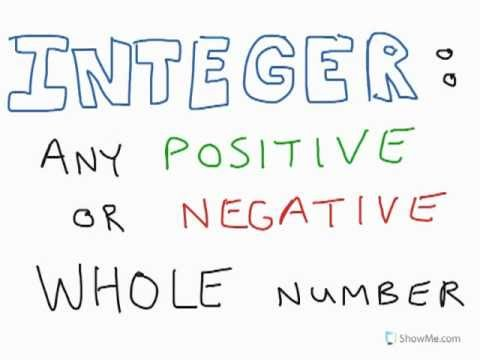 INTEGER:
ANY POSITIVE
OR NEGATIVE
WHOLE NUMBER
ShowMe.com